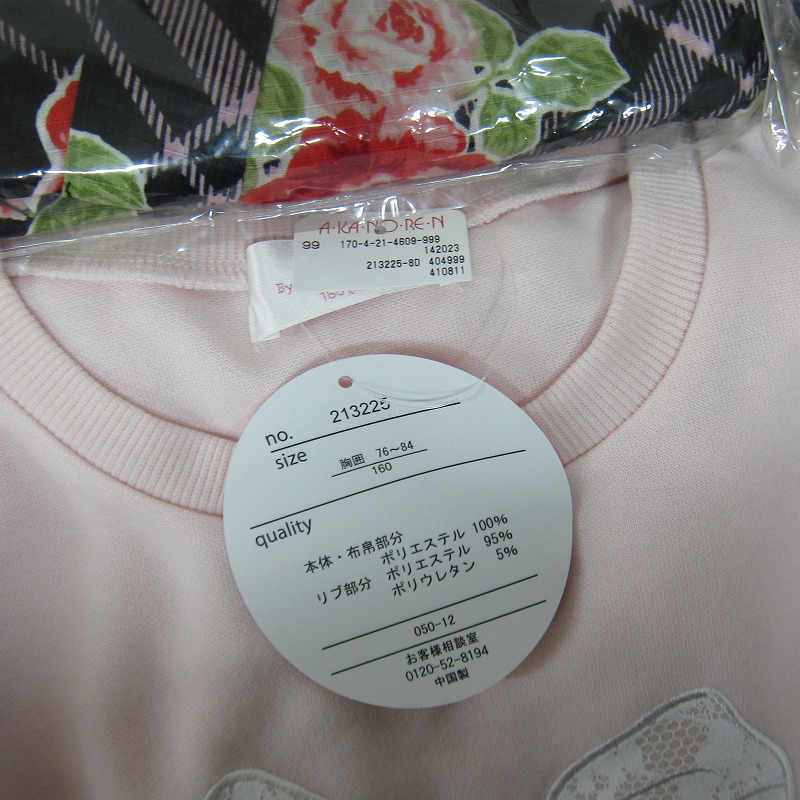 A·KA·NO·RE·N
99 170-4-21-4609-999
142023
213225-8D 404999
410811
By
160
no. 213225
size 胸囲 76～84
160
quality
本体・布帛部分
ポリエステル 100%
リブ部分 ポリエステル 95%
ポリウレタン 5%
050-12
お客様相談室
0120-52-8194
中国製